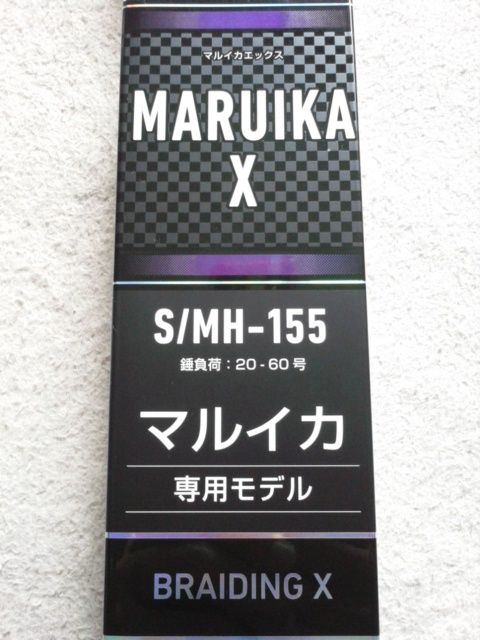 マルイカエックス
MARUIKA
X
S/MH-155
錘負荷：20-60号
マルイカ
専用モデル
BRAIDING X